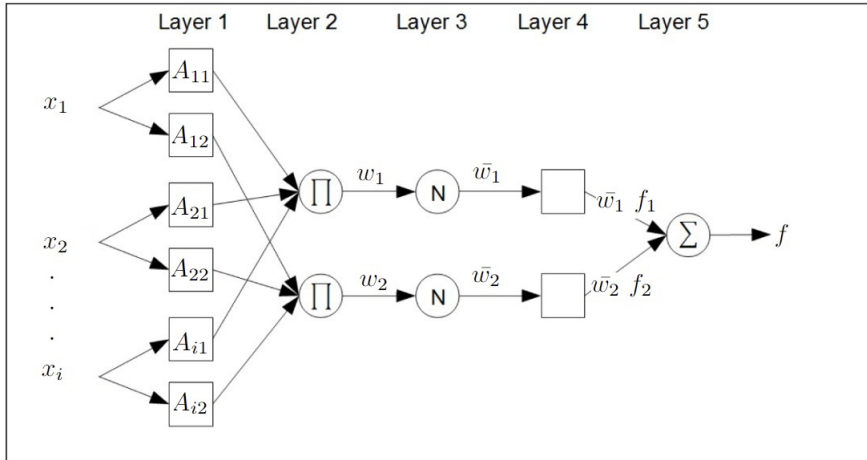 Layer 1 Layer 2 Layer 3 Layer 4 Layer 5
A₁₁
x₁
A₁₂
∏ w₁ N w̄₁
w̄₁ f₁
A₂₁
x₂
∑ f
A₂₂
.
.
.
∏ w₂ N w̄₂
w̄₂ f₂
Aᵢ₁
xᵢ
Aᵢ₂